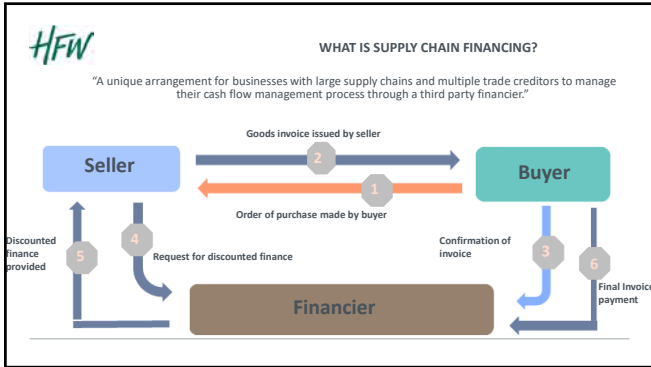 HFW
WHAT IS SUPPLY CHAIN FINANCING?
“A unique arrangement for businesses with large supply chains and multiple trade creditors to manage
their cash flow management process through a third party financier.”
Goods invoice issued by seller
2
Seller
Buyer
1
Order of purchase made by buyer
Discounted
finance
provided
5
4
Request for discounted finance
Confirmation of
invoice
3
6
Final Invoice
payment
Financier